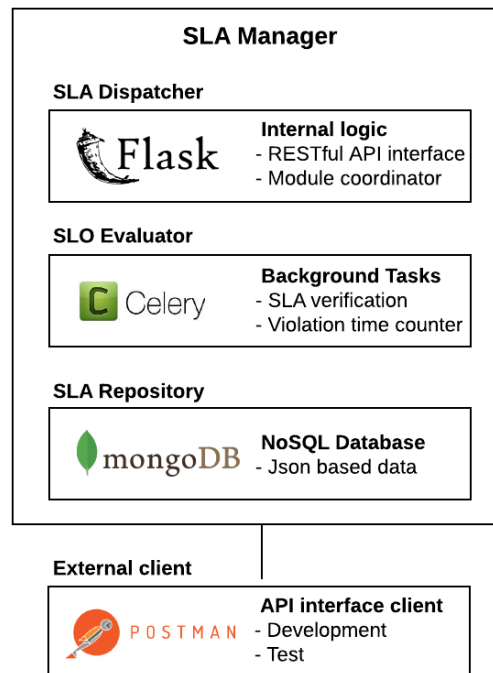 SLA Manager
SLA Dispatcher
Flask
Internal logic
- RESTful API interface
- Module coordinator
SLO Evaluator
C Celery
Background Tasks
- SLA verification
- Violation time counter
SLA Repository
mongoDB
NoSQL Database
- Json based data
External client
POSTMAN
API interface client
- Development
- Test